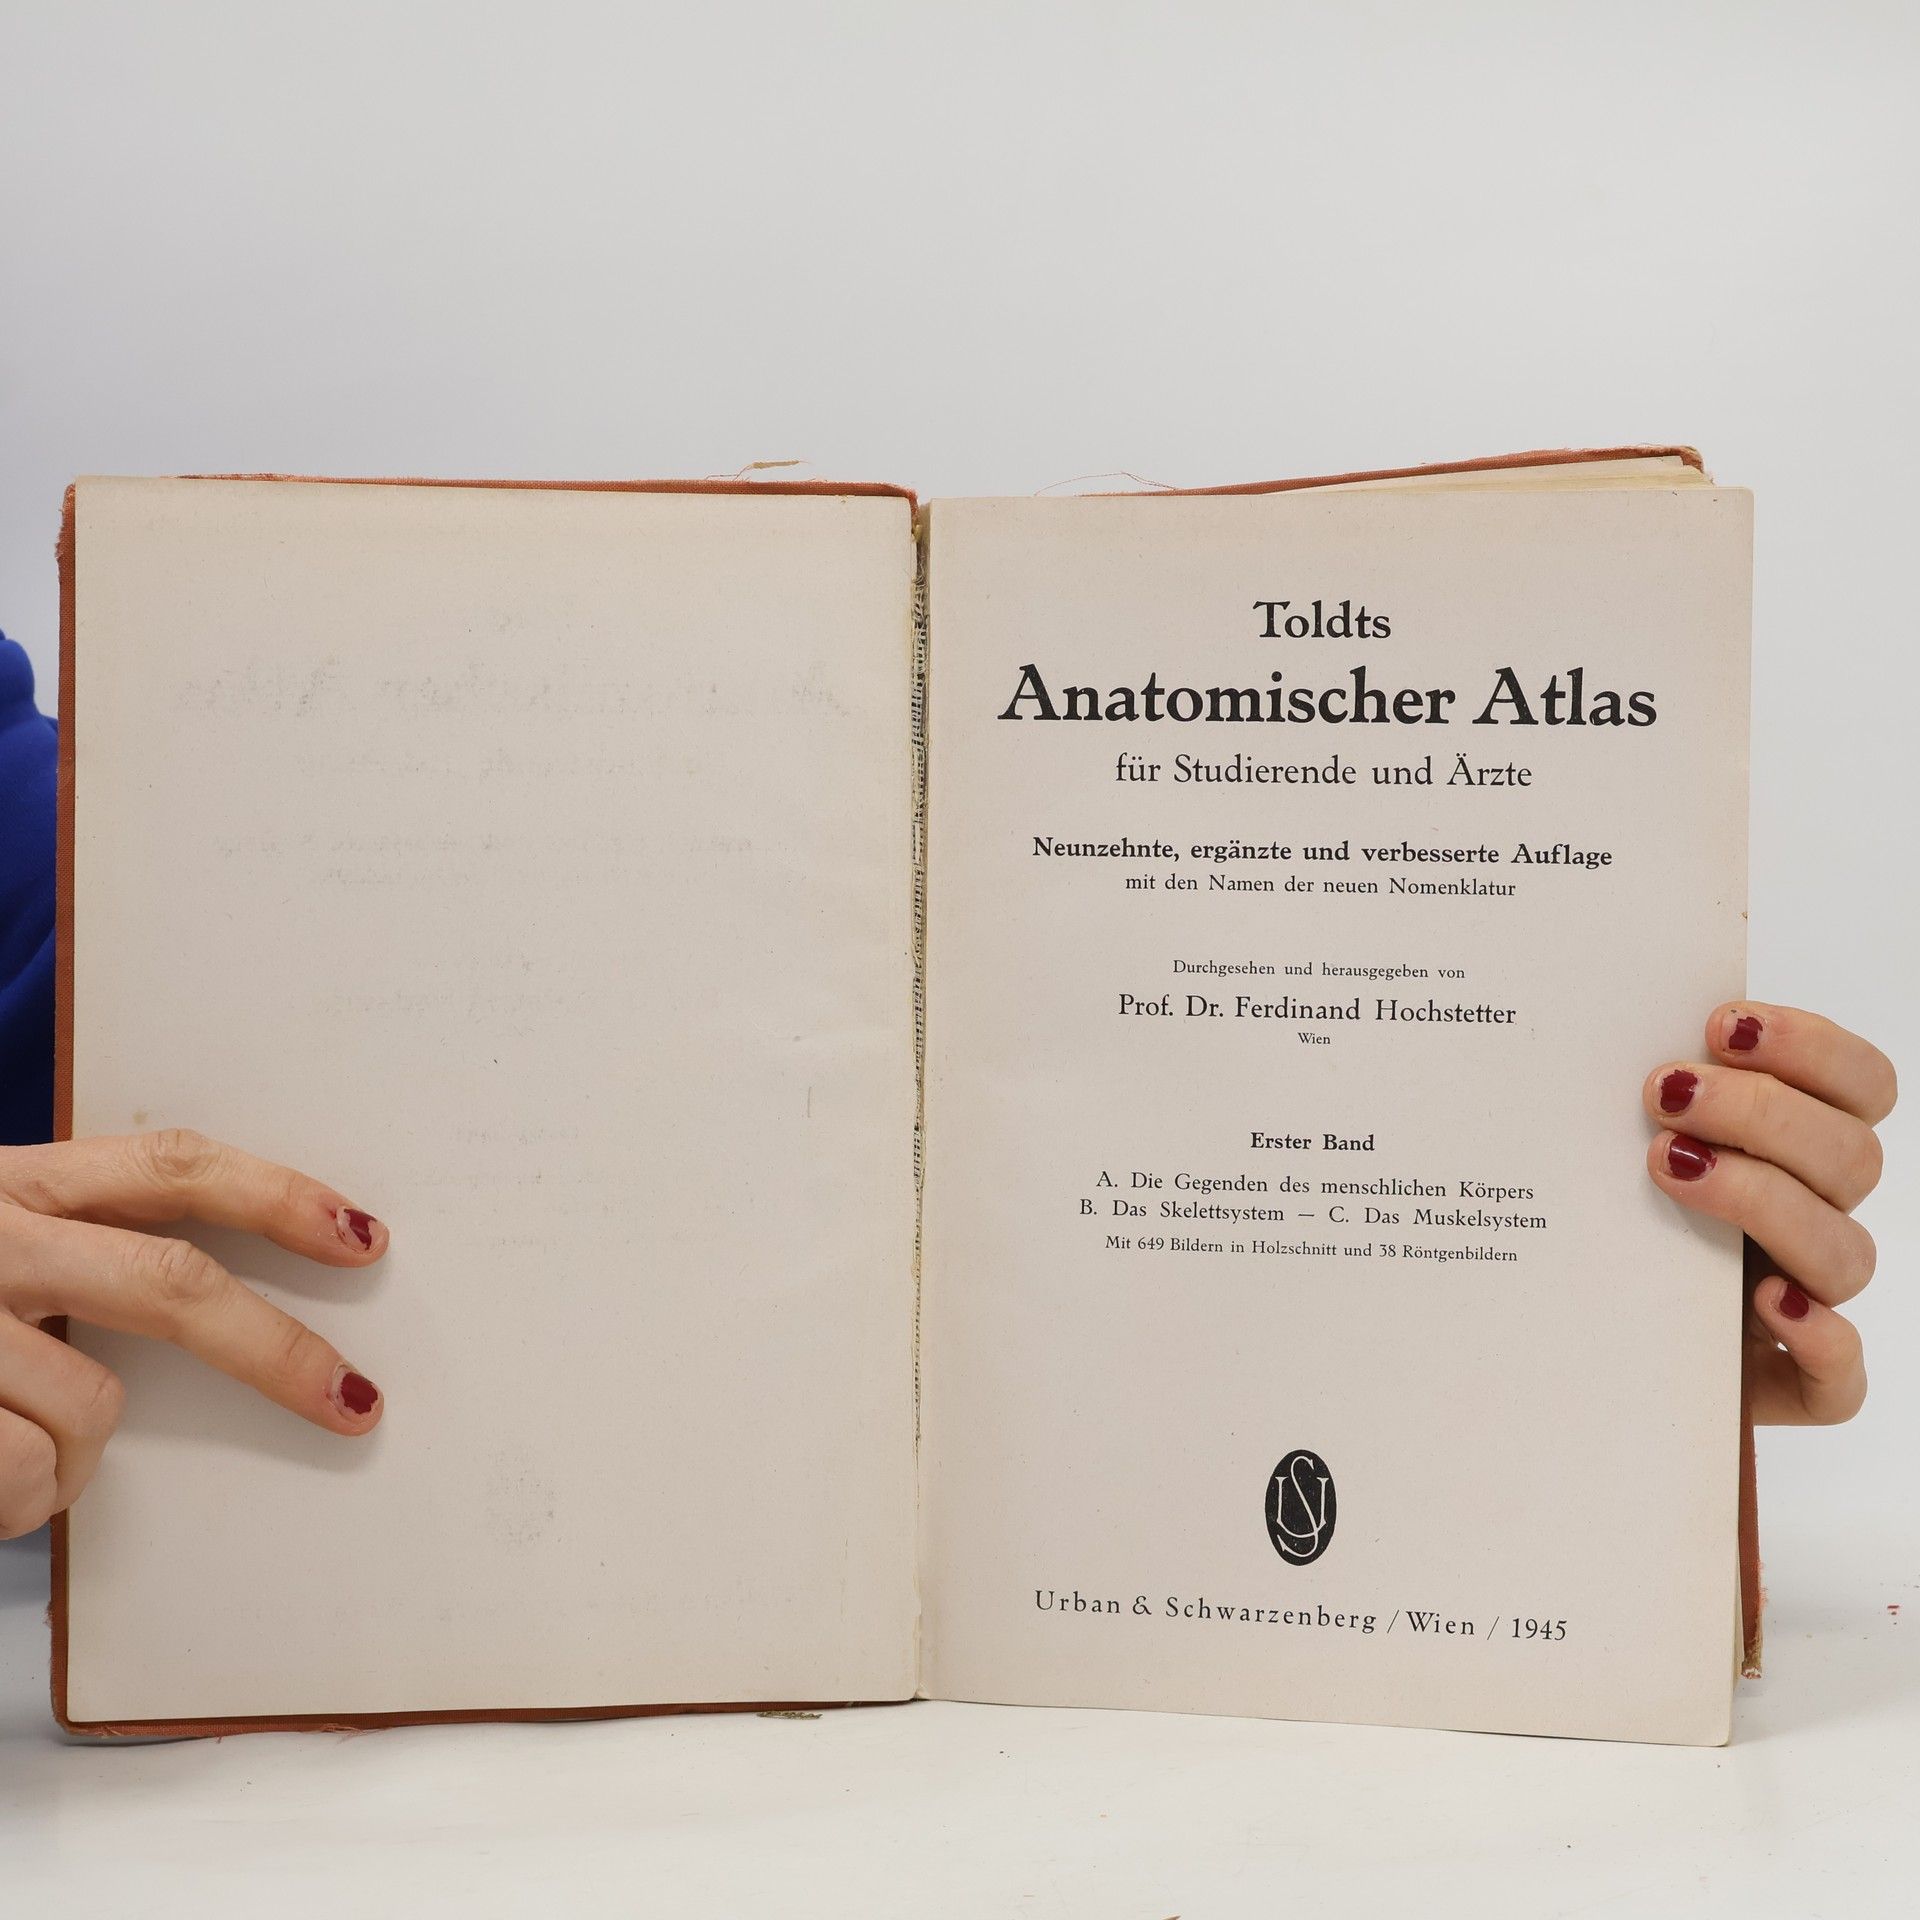 Toldts
Anatomischer Atlas
für Studierende und Ärzte
Neunzehnte, ergänzte und verbesserte Auflage
mit den Namen der neuen Nomenklatur
Durchgesehen und herausgegeben von
Prof. Dr. Ferdinand Hochstetter
Wien
Erster Band
A. Die Gegenden des menschlichen Körpers
B. Das Skelettsystem — C. Das Muskelsystem
Mit 649 Bildern in Holzschnitt und 38 Röntgenbildern
US
Urban & Schwarzenberg / Wien / 1945